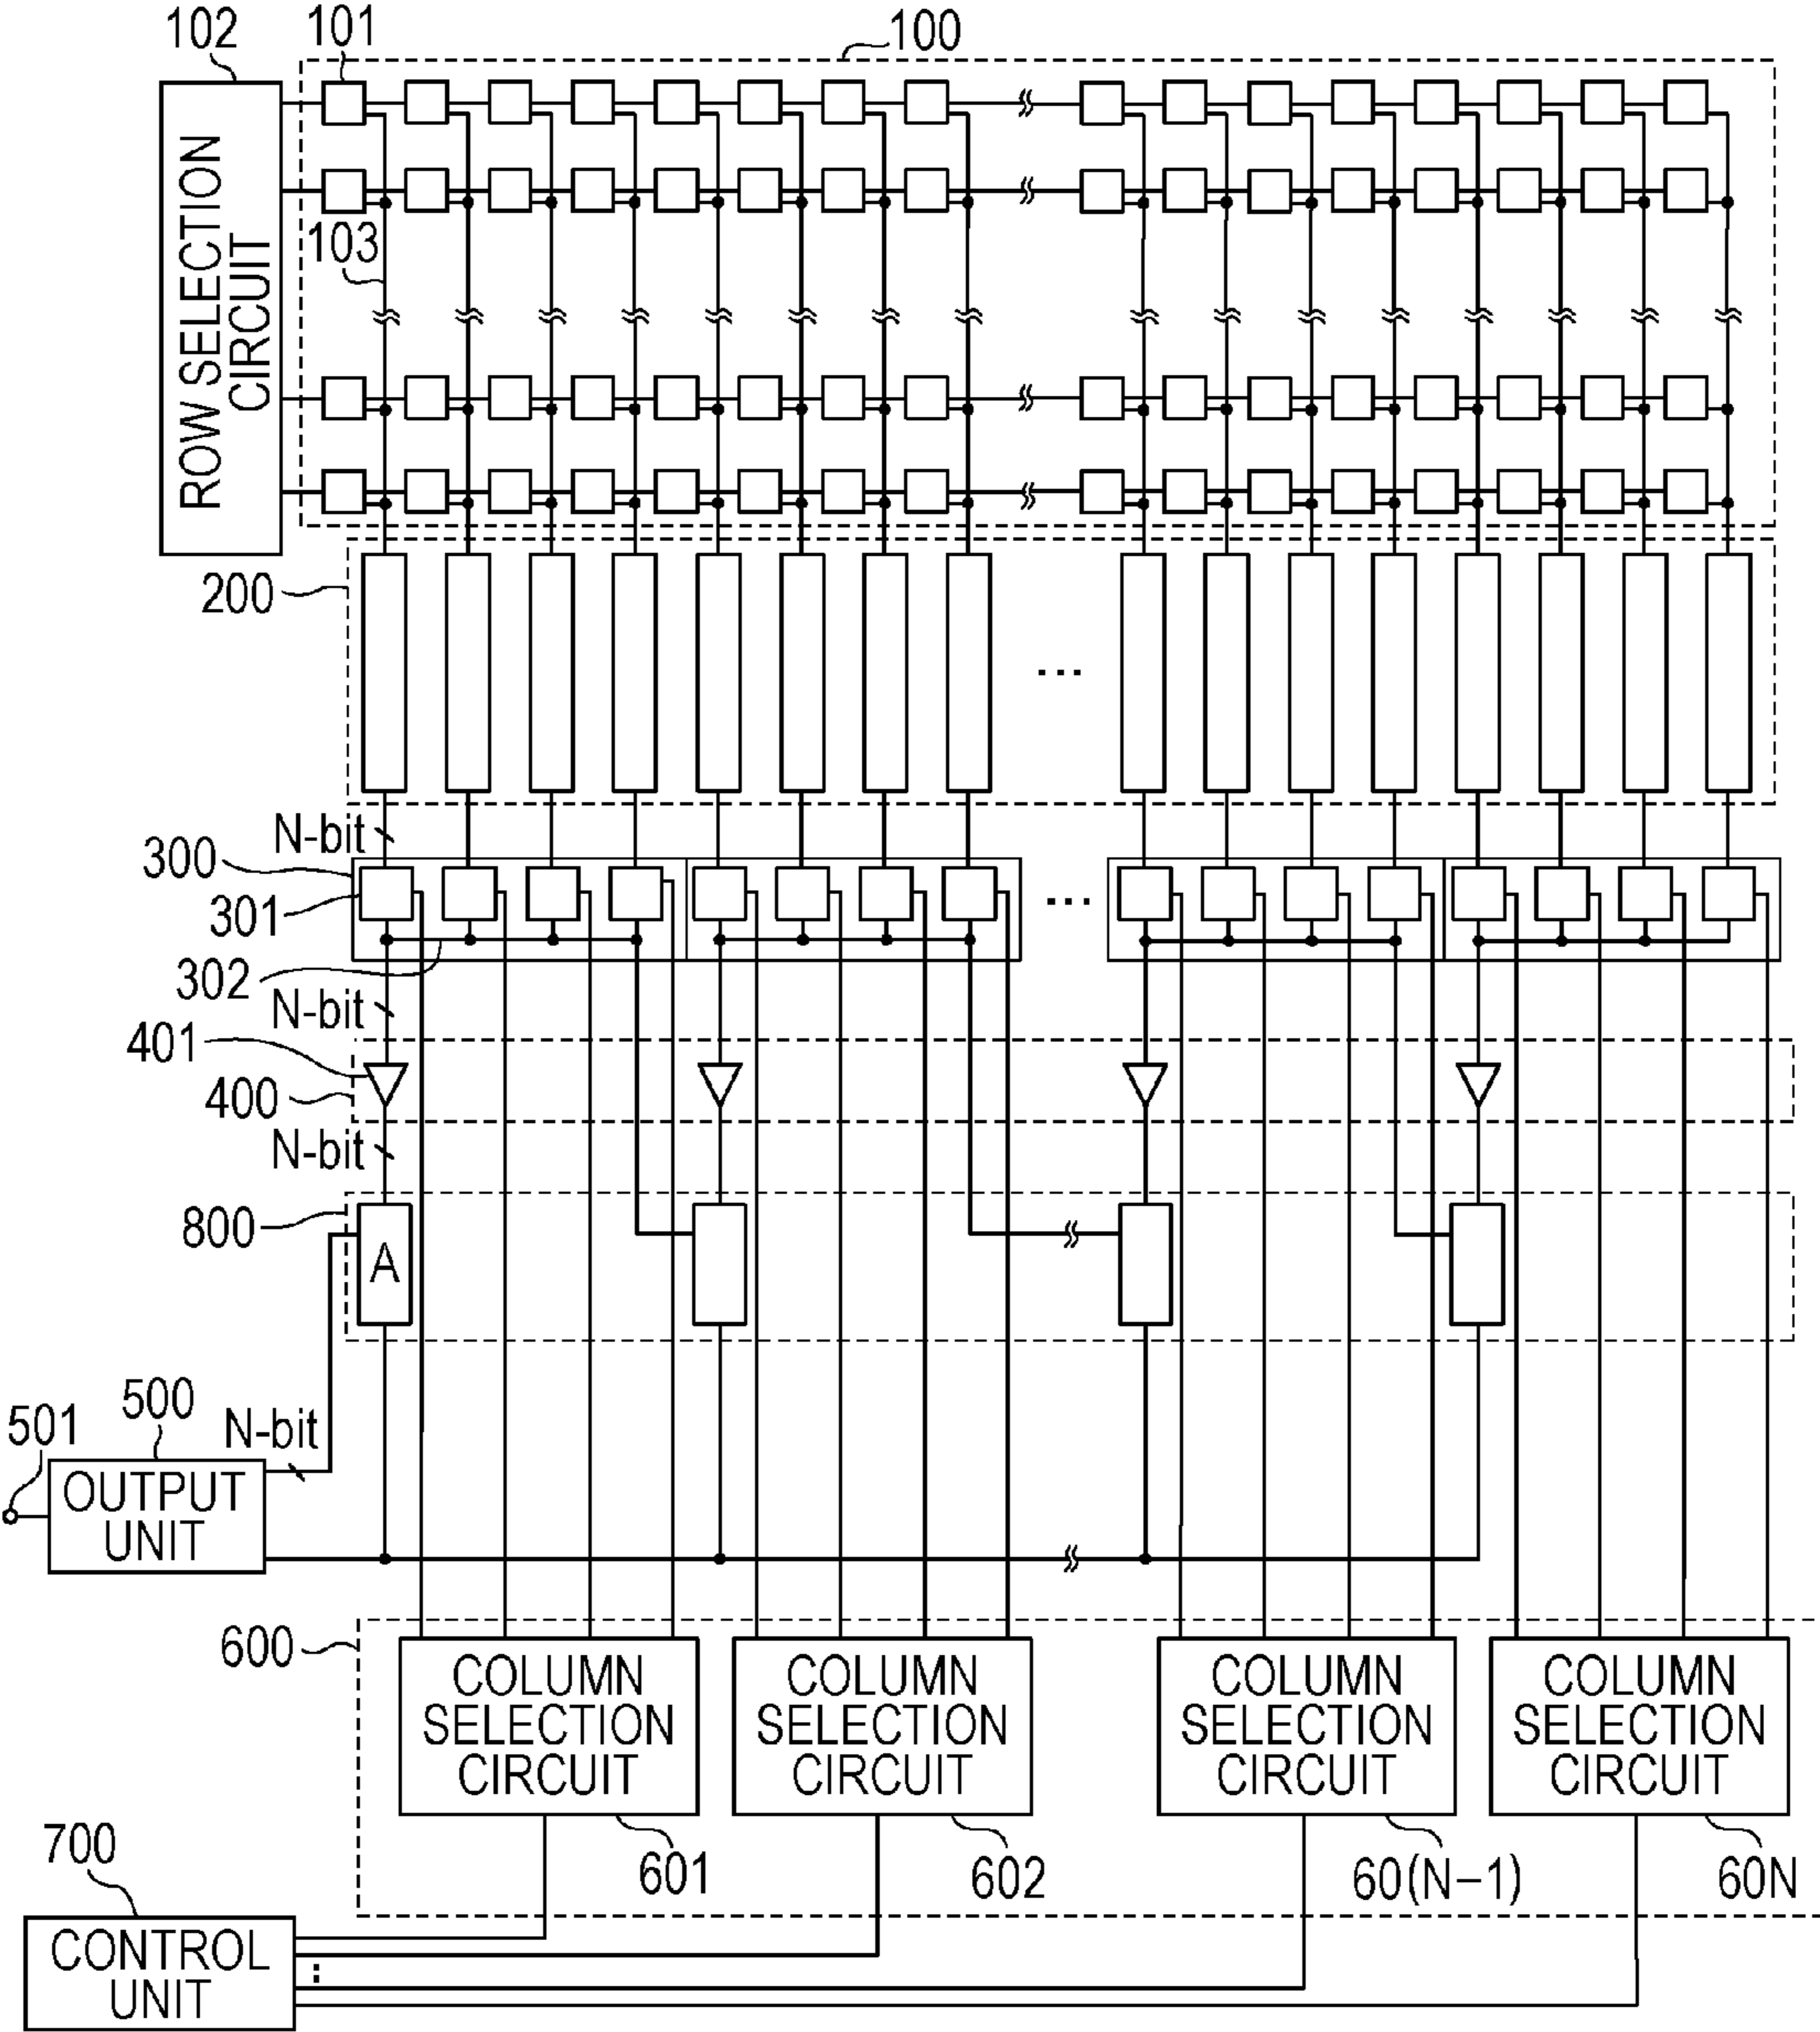 102
101
100
ROW SELECTION
CIRCUIT
103
200
...
N-bit
300
301
...
302
N-bit
401
400
N-bit
800
A
500
501
N-bit
OUTPUT
UNIT
600
COLUMN
SELECTION
CIRCUIT
COLUMN
SELECTION
CIRCUIT
COLUMN
SELECTION
CIRCUIT
COLUMN
SELECTION
CIRCUIT
700
601
602
60(N−1)
60N
CONTROL
UNIT